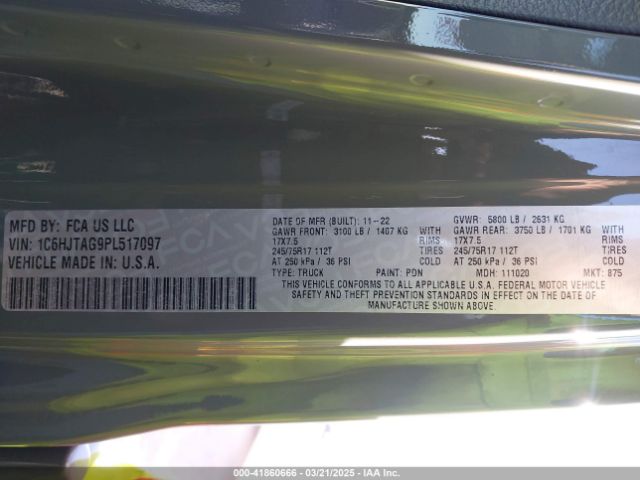 MFD BY: FCA US LLC
VIN: 1C6HJTAG9PL517097
VEHICLE MADE IN: U.S.A.
DATE OF MFR (BUILT): 11-22 GVWR: 5800 LB / 2631 KG
GAWR FRONT: 3100 LB / 1407 KG WITH GAWR REAR: 3750 LB / 1701 KG WITH
17X7.5 RIMS 17X7.5 RIMS
245/75R17 112T TIRES 245/75R17 112T TIRES
AT 250 kPa / 36 PSI COLD AT 250 kPa / 36 PSI COLD
TYPE: TRUCK PAINT: PDN MDH: 111020 MKT: 875
THIS VEHICLE CONFORMS TO ALL APPLICABLE U.S.A. FEDERAL MOTOR VEHICLE
SAFETY AND THEFT PREVENTION STANDARDS IN EFFECT ON THE DATE OF
MANUFACTURE SHOWN ABOVE.
© COPY - 41860666 - 03/21/2025 - IAA Inc.